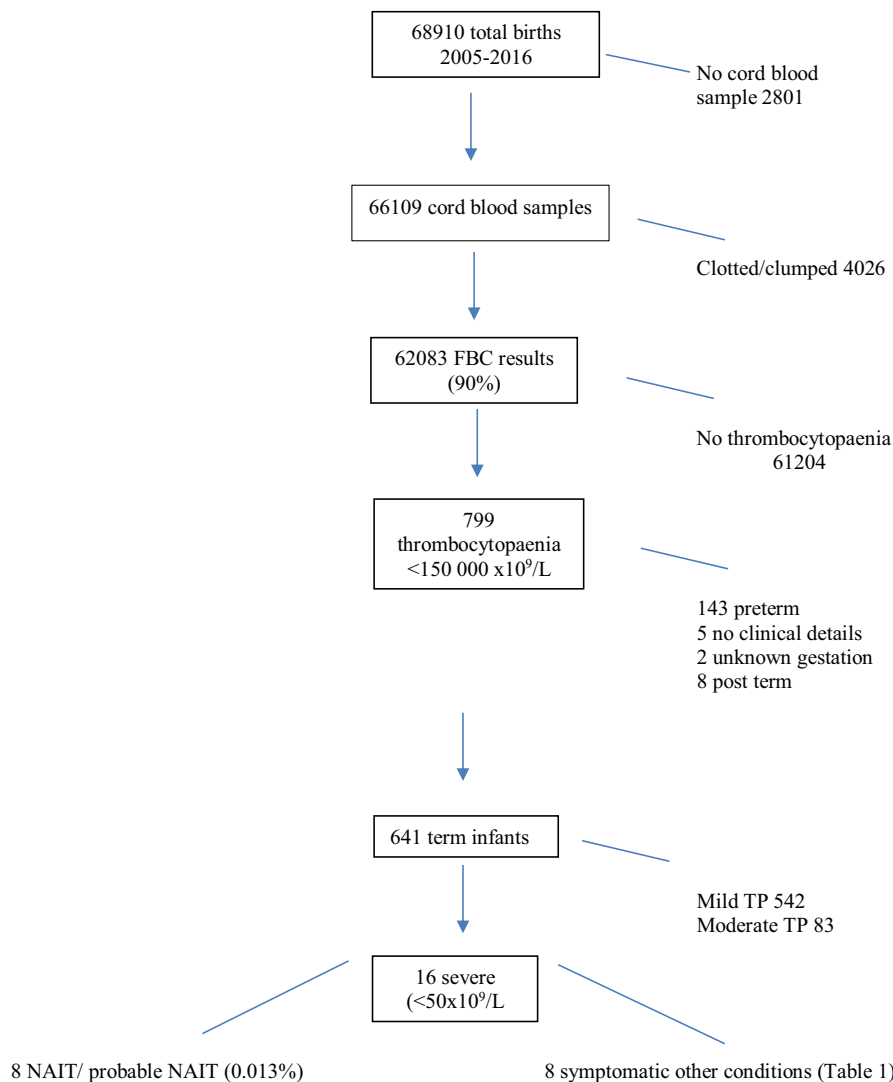 68910 total births
2005-2016
No cord blood
sample 2801
66109 cord blood samples
Clotted/clumped 4026
62083 FBC results
(90%)
No thrombocytopaenia
61204
799
thrombocytopaenia
<150 000 x10⁹/L
143 preterm
5 no clinical details
2 unknown gestation
8 post term
641 term infants
Mild TP 542
Moderate TP 83
16 severe
(<50x10⁹/L
8 NAIT/ probable NAIT (0.013%)
8 symptomatic other conditions (Table 1)